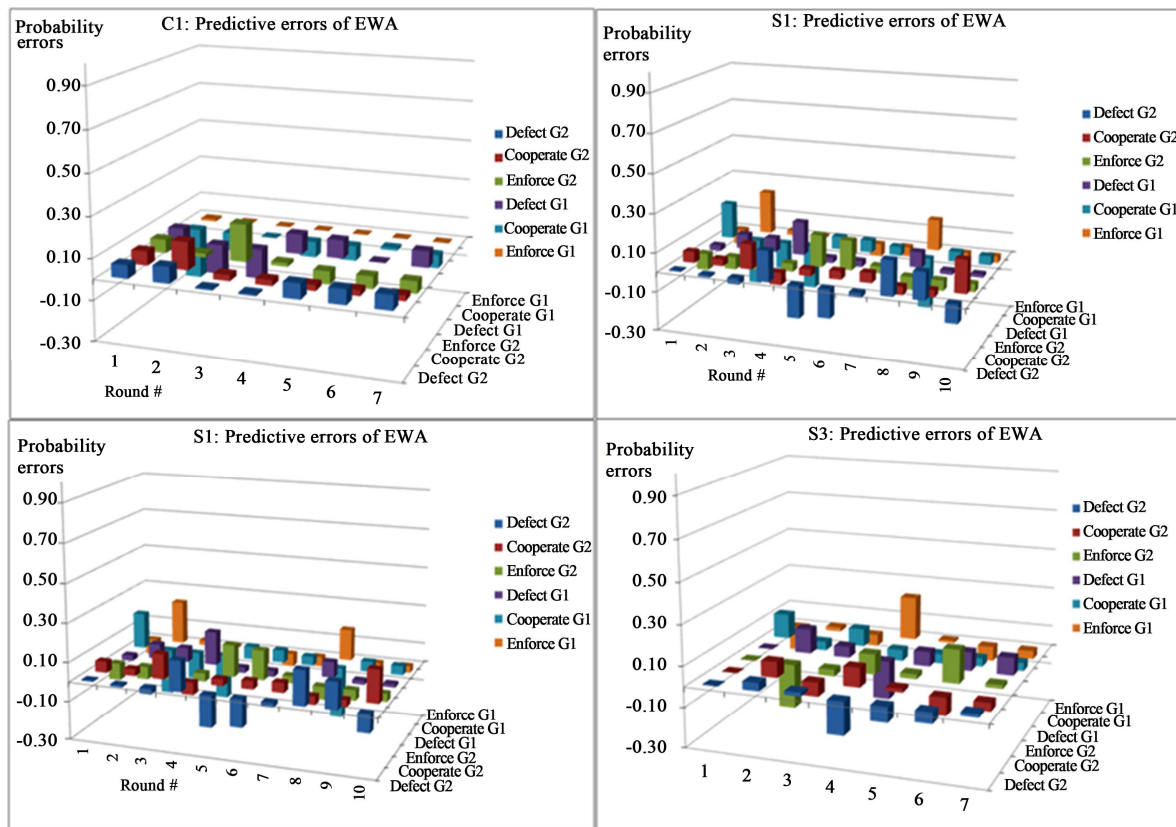 C1: Predictive errors of EWA
Probability
errors
0.90
0.70
0.50
0.30
0.10
-0.10
-0.30
1 2 3 4 5 6 7
Round #
Enforce G1
Cooperate G1
Defect G1
Enforce G2
Cooperate G2
Defect G2
Defect G2
Cooperate G2
Enforce G2
Defect G1
Cooperate G1
Enforce G1
S1: Predictive errors of EWA
Probability
errors
0.90
0.70
0.50
0.30
0.10
-0.10
-0.30
1 2 3 4 5 6 7 8 9 10
Round #
Enforce G1
Cooperate G1
Defect G1
Enforce G2
Cooperate G2
Defect G2
Defect G2
Cooperate G2
Enforce G2
Defect G1
Cooperate G1
Enforce G1
S1: Predictive errors of EWA
Probability
errors
0.90
0.70
0.50
0.30
0.10
-0.10
-0.30
1 2 3 4 5 6 7 8 9 10
Round #
Enforce G1
Cooperate G1
Defect G1
Enforce G2
Cooperate G2
Defect G2
Defect G2
Cooperate G2
Enforce G2
Defect G1
Cooperate G1
Enforce G1
S3: Predictive errors of EWA
Probability
errors
0.90
0.70
0.50
0.30
0.10
-0.10
-0.30
1 2 3 4 5 6 7
Enforce G1
Cooperate G1
Defect G1
Enforce G2
Cooperate G2
Defect G2
Defect G2
Cooperate G2
Enforce G2
Defect G1
Cooperate G1
Enforce G1